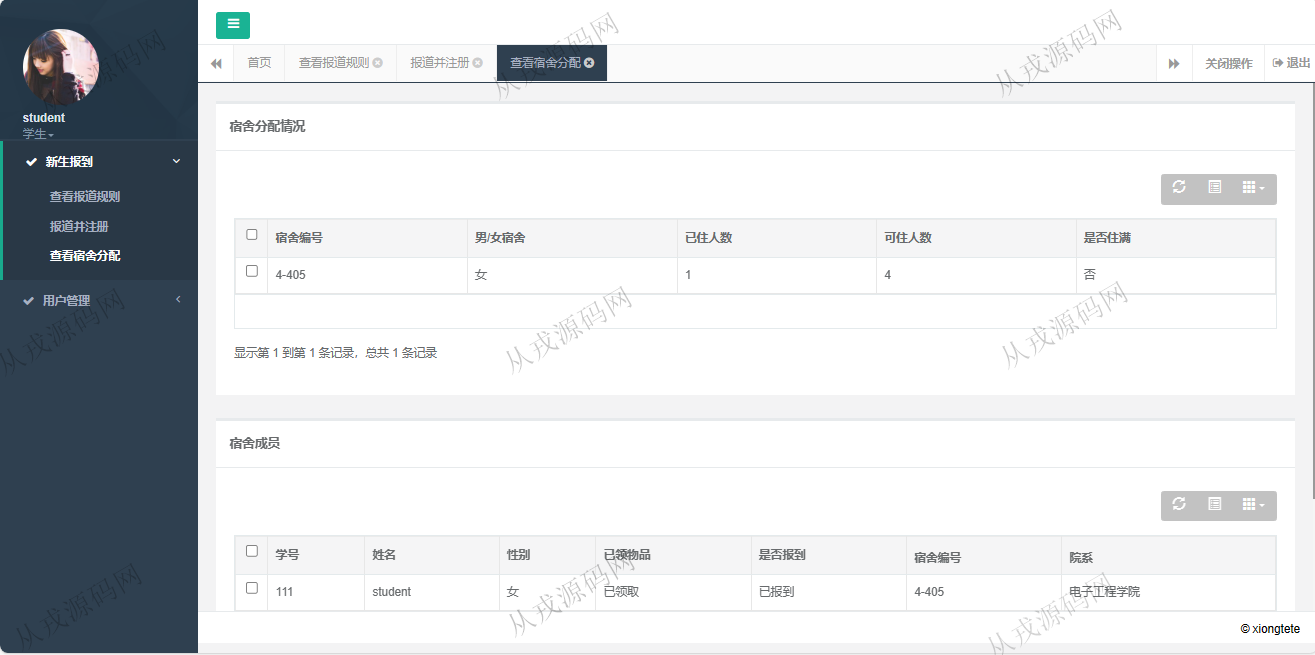 首页
查看报道规则
报道并注册
查看宿舍分配
关闭操作
退出
student
学生
新生报到
查看报道规则
报道并注册
查看宿舍分配
用户管理
宿舍分配情况
宿舍编号 男/女宿舍 已住人数 可住人数 是否住满
4-405 女 1 4 否
显示第 1 到第 1 条记录，总共 1 条记录
宿舍成员
学号 姓名 性别 已领物品 是否报到 宿舍编号 院系
111 student 女 已领取 已报到 4-405 电子工程学院
© xiongtete
从戎源码网
从戎源码网
从戎源码网
从戎源码网
从戎源码网
从戎源码网
从戎源码网
从戎源码网
从戎源码网